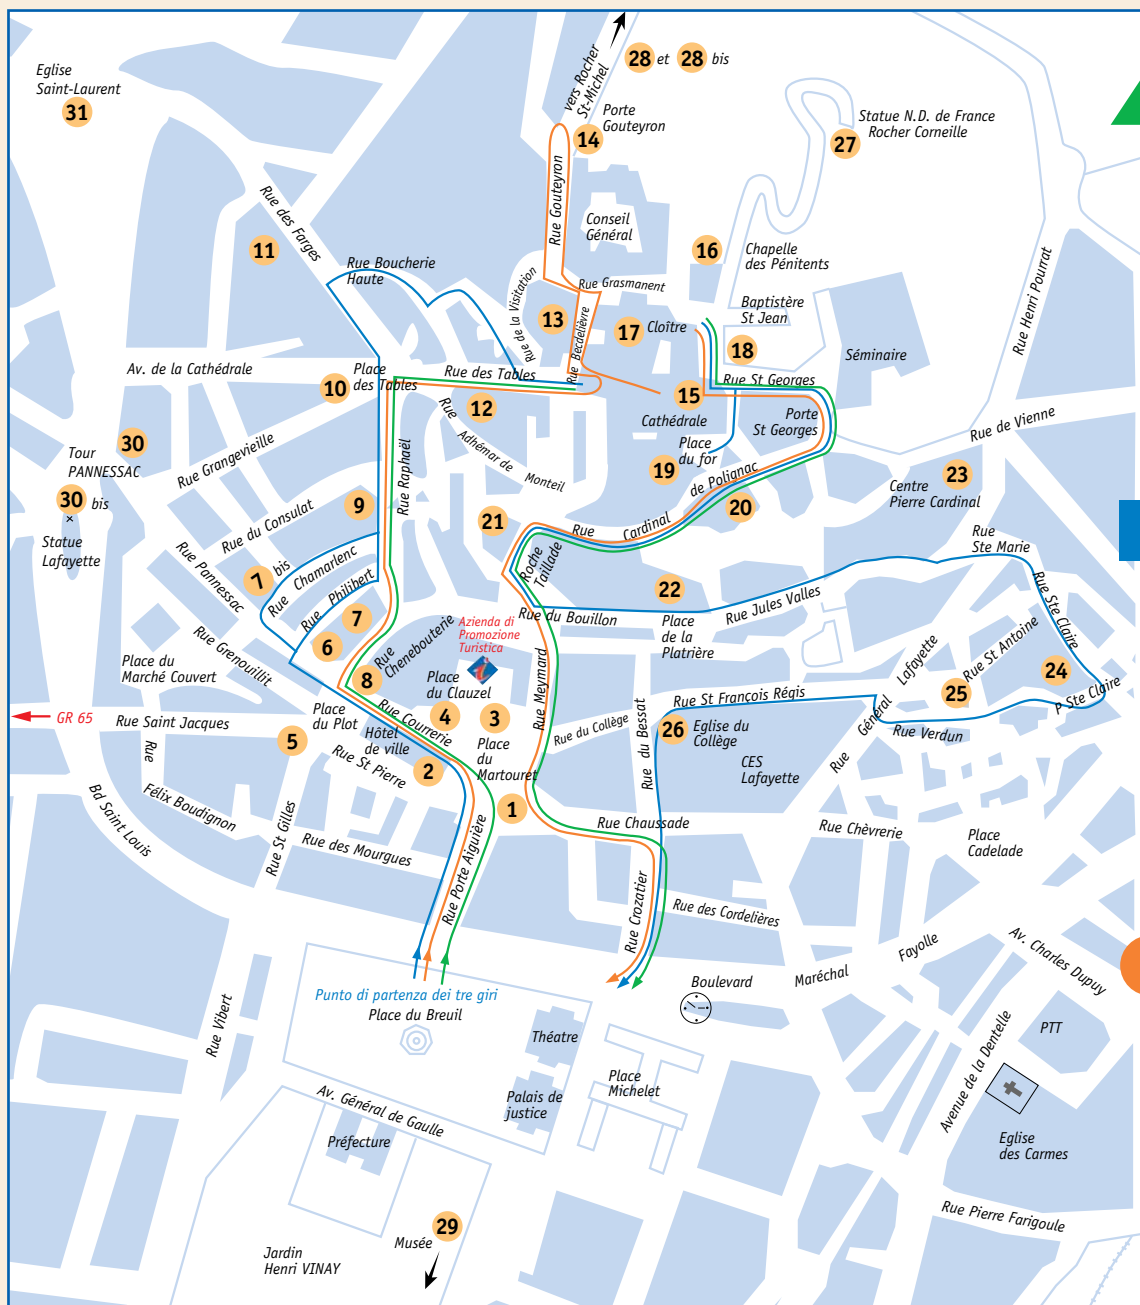 Eglise
Saint-Laurent
31
vers Rocher
St-Michel
28 et 28 bis
14
Porte
Gouteyron
Statue N.D. de France
Rocher Corneille
27
Rue des Farges
11
Rue Boucherie
Haute
Rue Gouteyron
Conseil
Général
16
Chapelle
des Pénitents
Rue Henri Pourrat
Rue de la Visitation
Rue Grasmanent
13
Rue Becdelièvre
17
Cloître
Baptistère
St Jean
18
Séminaire
Av. de la Cathédrale
10
Place
des Tables
Rue des Tables
12
15
Cathédrale
Rue St Georges
Porte
St Georges
Rue
Adhémar de
Monteil
Place
du for
19
Rue de Vienne
30
Tour
PANNESSAC
30 bis
x
Statue
Lafayette
Rue Grangevieille
Rue Raphaël
9
Rue du Consulat
21
Rue
Cardinal
de Polignac
20
Centre
Pierre Cardinal
23
Rue Pannessac
7 bis
Rue Chamarlenc
Rue Philibert
7
6
Roche
Taillade
22
Rue
Ste Marie
Rue Jules Valles
Rue du Bouillon
Place
de la
Platrière
Rue Ste Claire
24
P. Ste Claire
Rue St Antoine
25
Lafayette
Général
Rue
Rue Verdun
Rue Grenouillit
Place du
Marché Couvert
8
Rue
Chenebouterie
Azienda di
Promozione
Turistica
i
Place
du Clauzel
4
3
Rue Meymard
Rue St François Régis
GR 65
Rue Saint Jacques
Place
du Plot
Rue Courrerie
Hôtel
de ville
2
Place
du
Martouret
Rue du Collège
Rue du Bessat
26
Eglise du
Collège
CES
Lafayette
5
Rue St Pierre
1
Rue
Félix Boudignon
Bd Saint Louis
Rue St Gilles
Rue des Mourgues
Rue Porte Aiguière
Rue Chaussade
Rue Chèvrerie
Place
Cadelade
Rue Crozatier
Rue des Cordelières
Boulevard
Maréchal
Fayolle
Av. Charles Dupuy
Punto di partenza dei tre giri
Place du Breuil
Rue Vibert
Théatre
Palais de
justice
Place
Michelet
Avenue de la Dentelle
PTT
Eglise
des Carmes
Av. Général de Gaulle
Préfecture
Rue Pierre Farigoule
29
Musée
Jardin
Henri VINAY